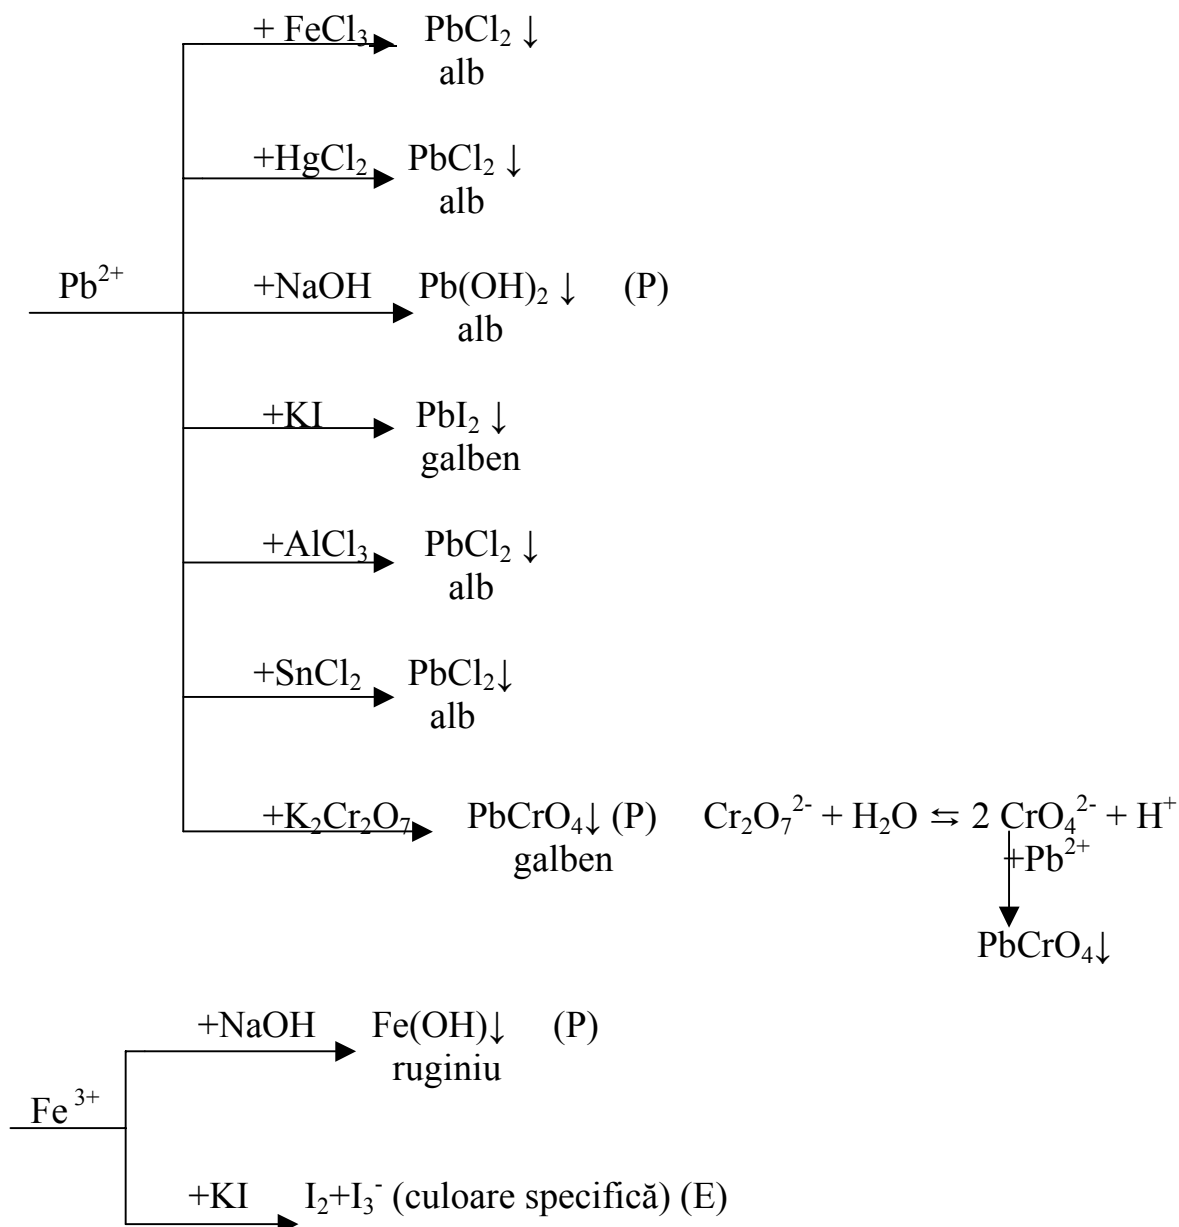 + FeCl₃ PbCl₂ ↓
alb
+HgCl₂ PbCl₂ ↓
alb
Pb²⁺ +NaOH Pb(OH)₂ ↓ (P)
alb
+KI PbI₂ ↓
galben
+AlCl₃ PbCl₂ ↓
alb
+SnCl₂ PbCl₂↓
alb
+K₂Cr₂O₇ PbCrO₄↓ (P) Cr₂O₇²⁻ + H₂O ⇆ 2 CrO₄²⁻ + H⁺
galben +Pb²⁺
PbCrO₄↓
+NaOH Fe(OH)↓ (P)
ruginiu
Fe ³⁺
+KI I₂+I₃⁻ (culoare specifică) (E)